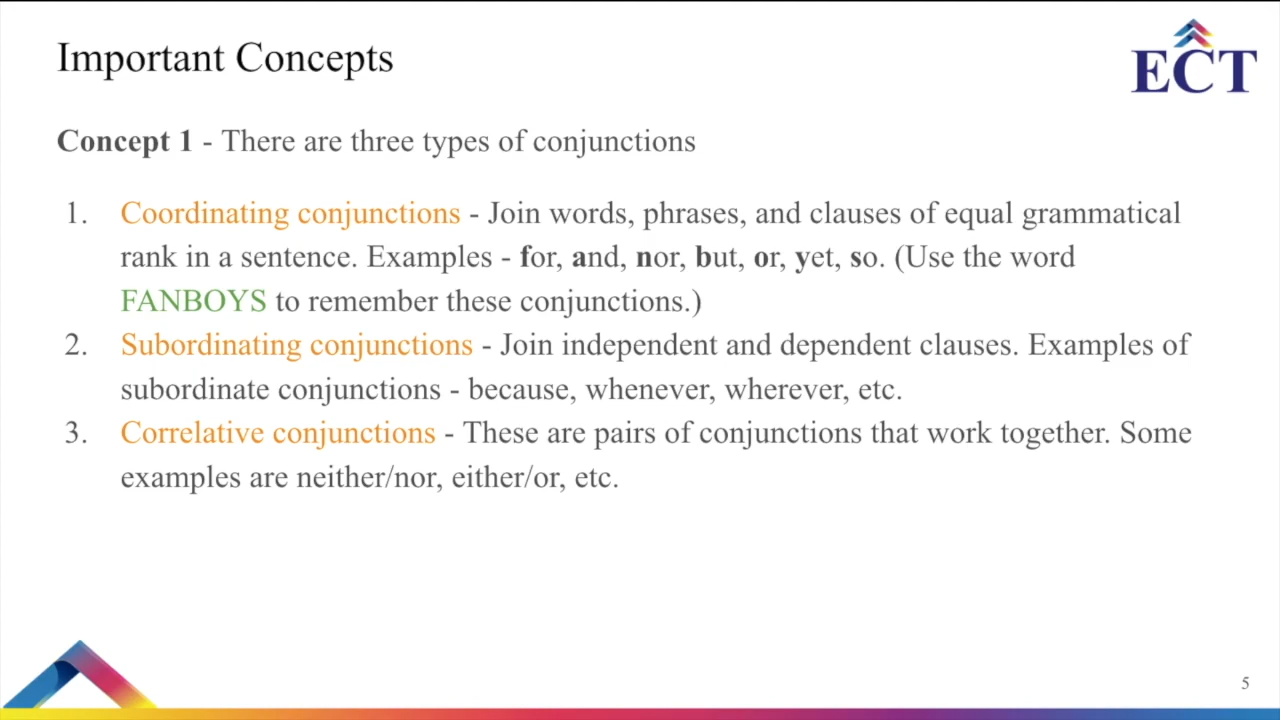 Important Concepts
ECT
Concept 1 - There are three types of conjunctions
1. Coordinating conjunctions - Join words, phrases, and clauses of equal grammatical
rank in a sentence. Examples - for, and, nor, but, or, yet, so. (Use the word
FANBOYS to remember these conjunctions.)
2. Subordinating conjunctions - Join independent and dependent clauses. Examples of
subordinate conjunctions - because, whenever, wherever, etc.
3. Correlative conjunctions - These are pairs of conjunctions that work together. Some
examples are neither/nor, either/or, etc.
5